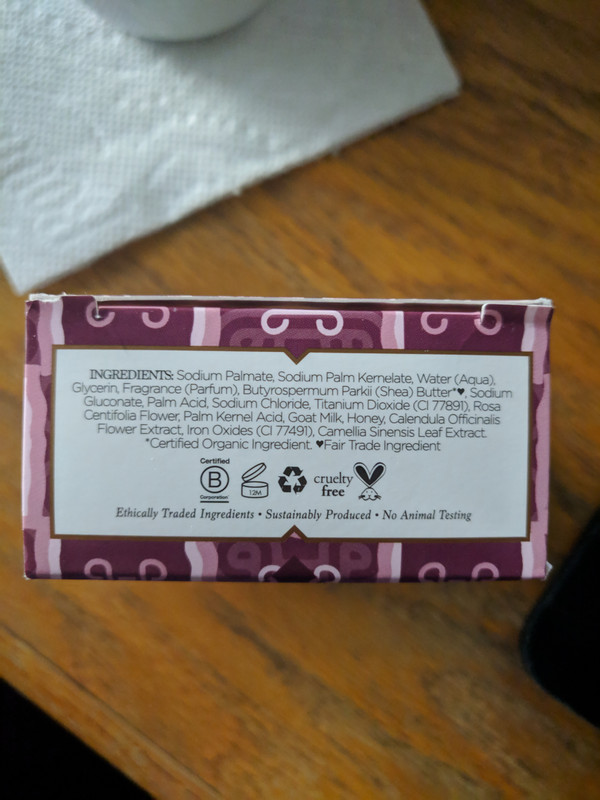 INGREDIENTS: Sodium Palmate, Sodium Palm Kernelate, Water (Aqua),
Glycerin, Fragrance (Parfum), Butyrospermum Parkii (Shea) Butter*♥, Sodium
Gluconate, Palm Acid, Sodium Chloride, Titanium Dioxide (CI 77891), Rosa
Centifolia Flower, Palm Kernel Acid, Goat Milk, Honey, Calendula Officinalis
Flower Extract, Iron Oxides (CI 77491), Camellia Sinensis Leaf Extract.
*Certified Organic Ingredient. ♥Fair Trade Ingredient
Certified
B
Corporation
12M
cruelty
free
Ethically Traded Ingredients • Sustainably Produced • No Animal Testing